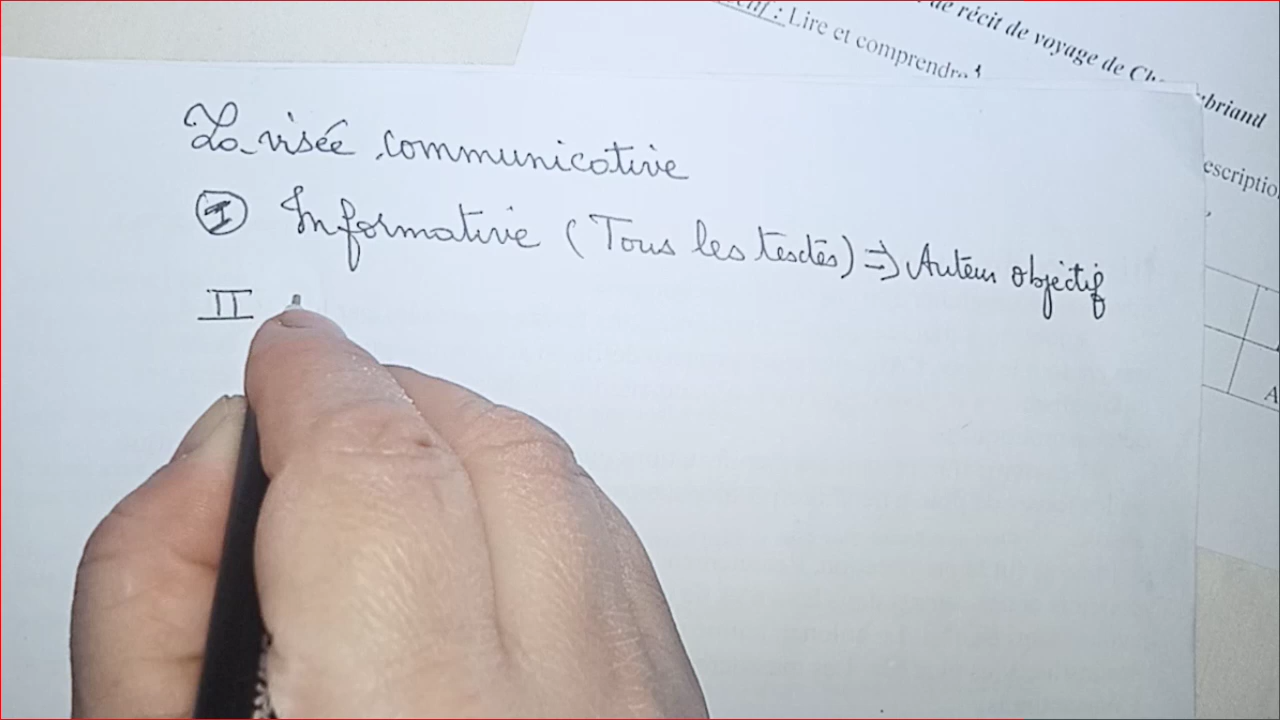 de récit de voyage de Ch
briand
: Lire et comprendre
escriptio
La visée communicative
I Informative (Tous les textes) => Auteur objectif
II
A